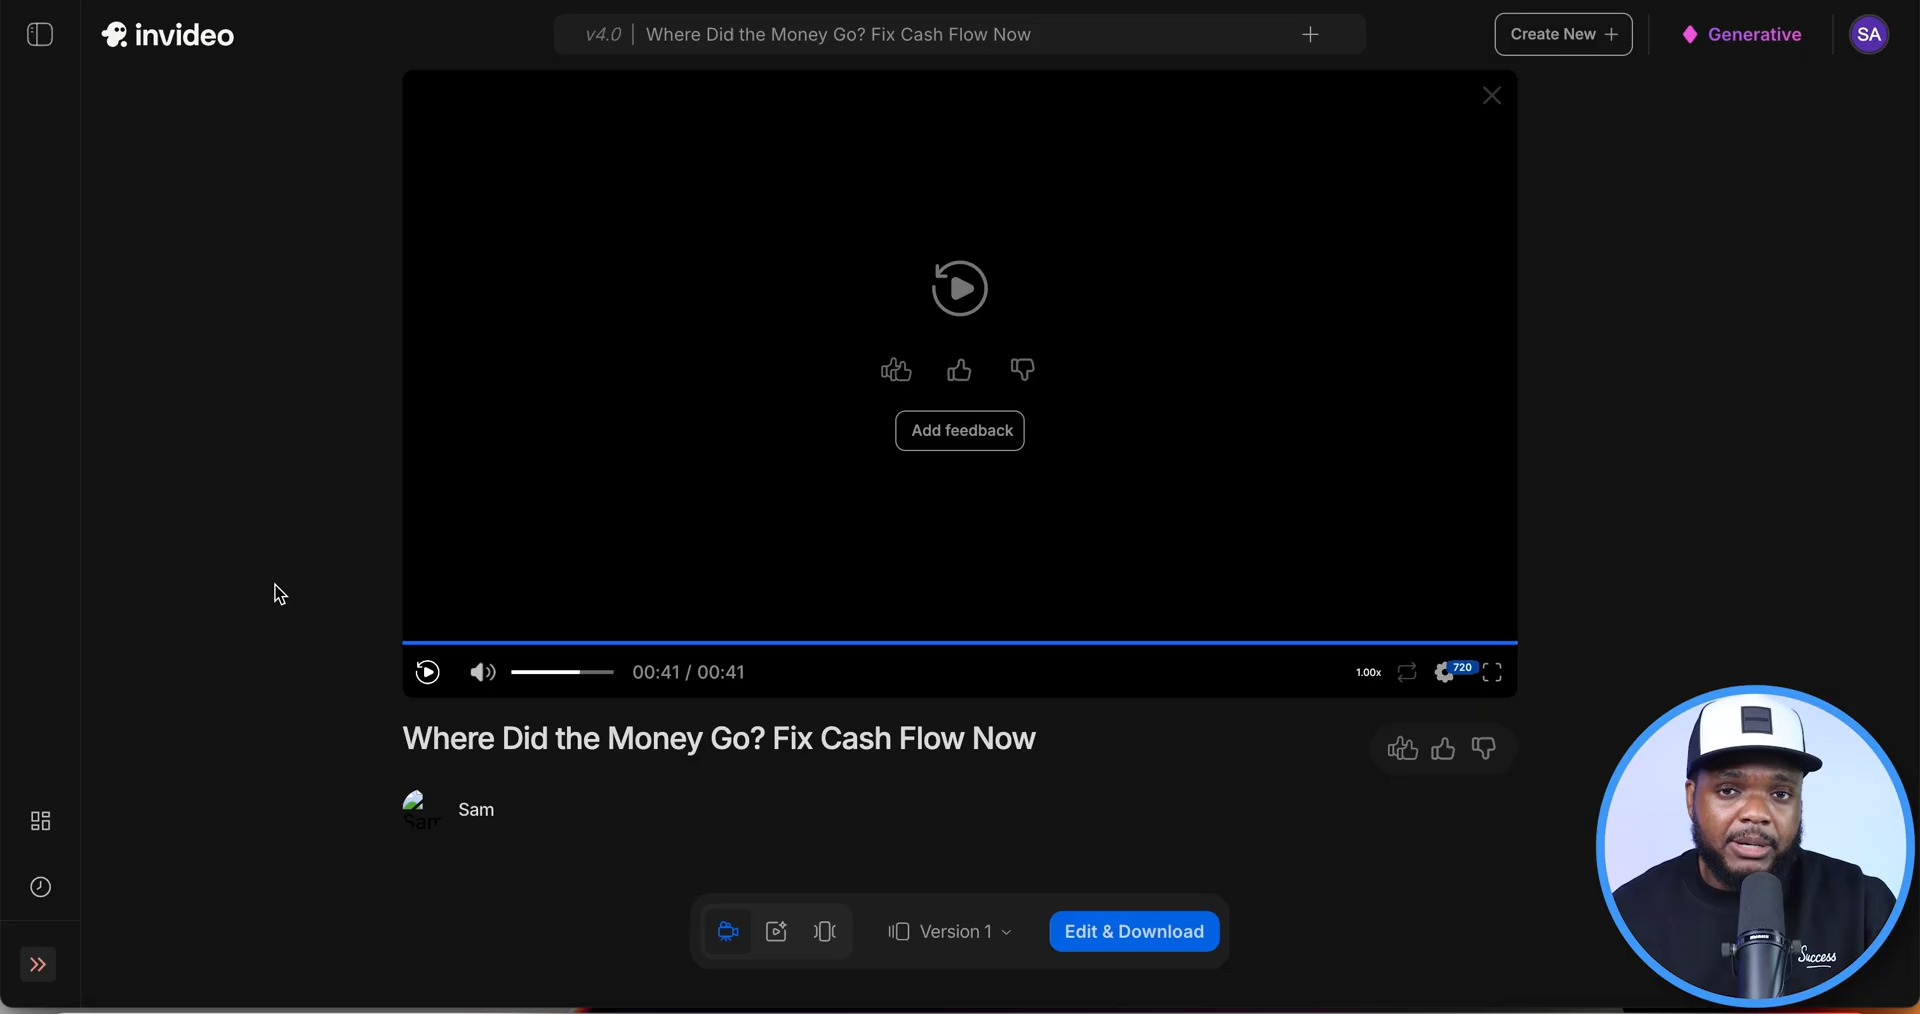 invideo
v4.0 | Where Did the Money Go? Fix Cash Flow Now
Create New +
Generative
SA
Add feedback
00:41 / 00:41
1.00x
720
Where Did the Money Go? Fix Cash Flow Now
Sam
Sam
Version 1
Edit & Download
Success